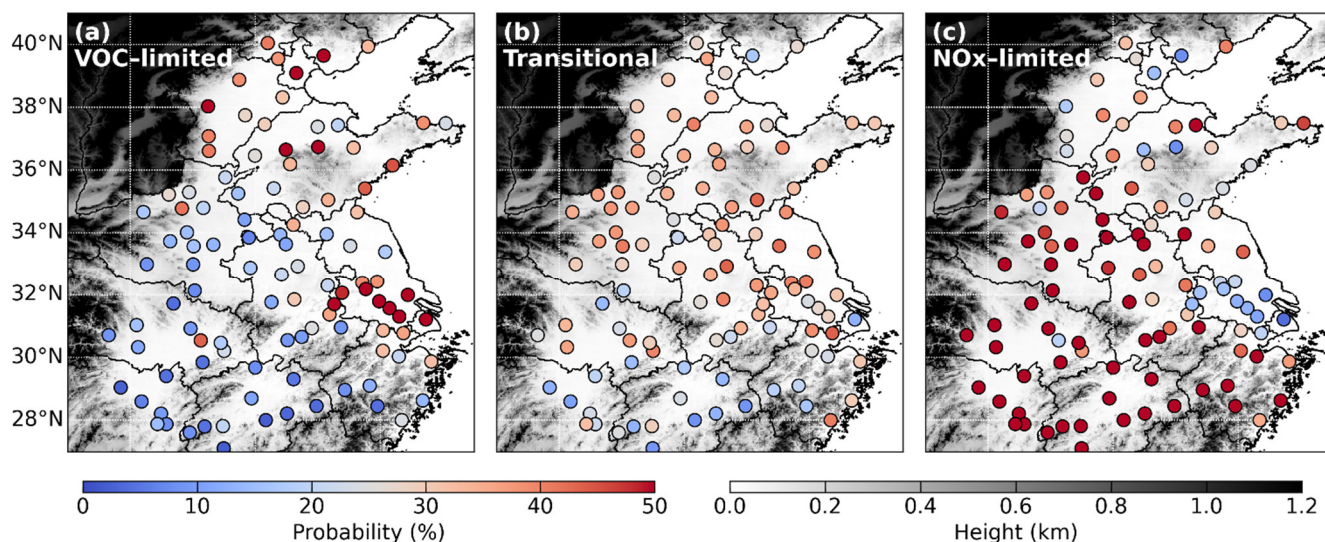 (a)
VOC-limited
(b)
Transitional
(c)
NOx-limited
40°N
38°N
36°N
34°N
32°N
30°N
28°N
0 10 20 30 40 50
Probability (%)
0.0 0.2 0.4 0.6 0.8 1.0 1.2
Height (km)